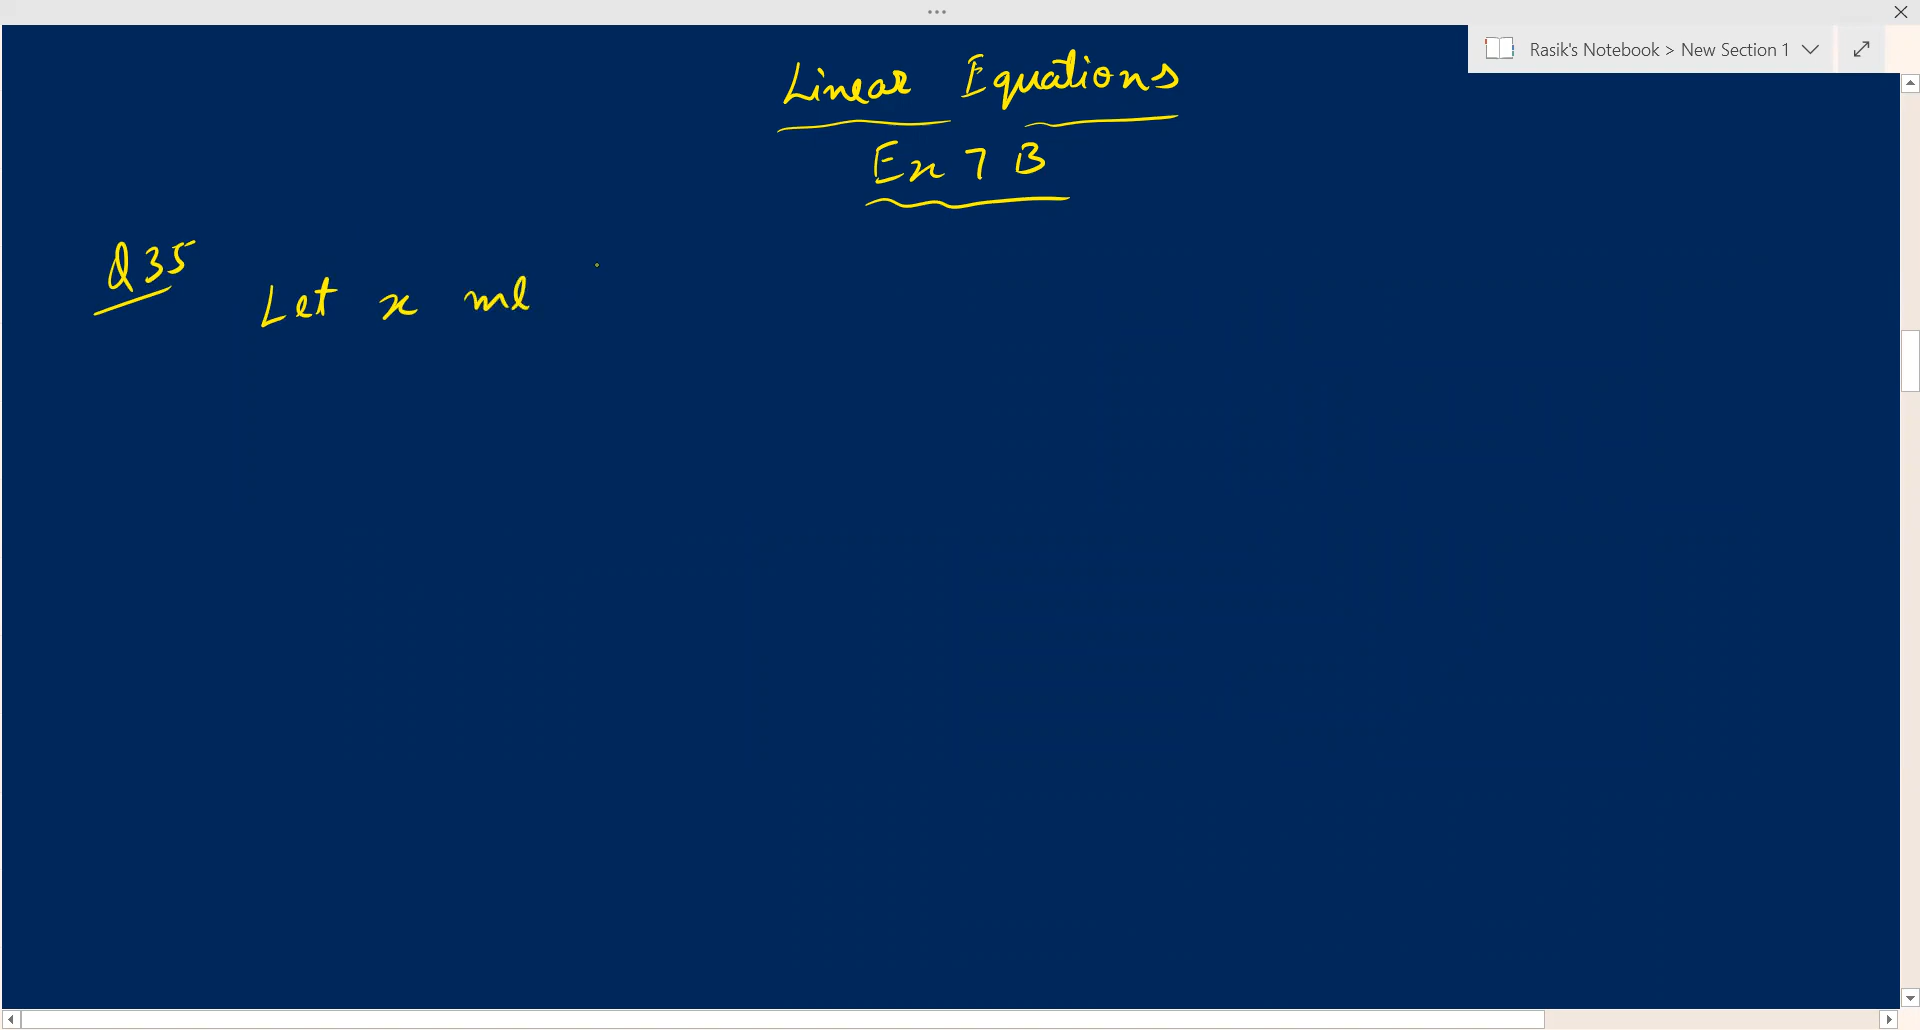 Rasik's Notebook > New Section 1
Linear Equations
Ex 7 B
Q35
Let x ml